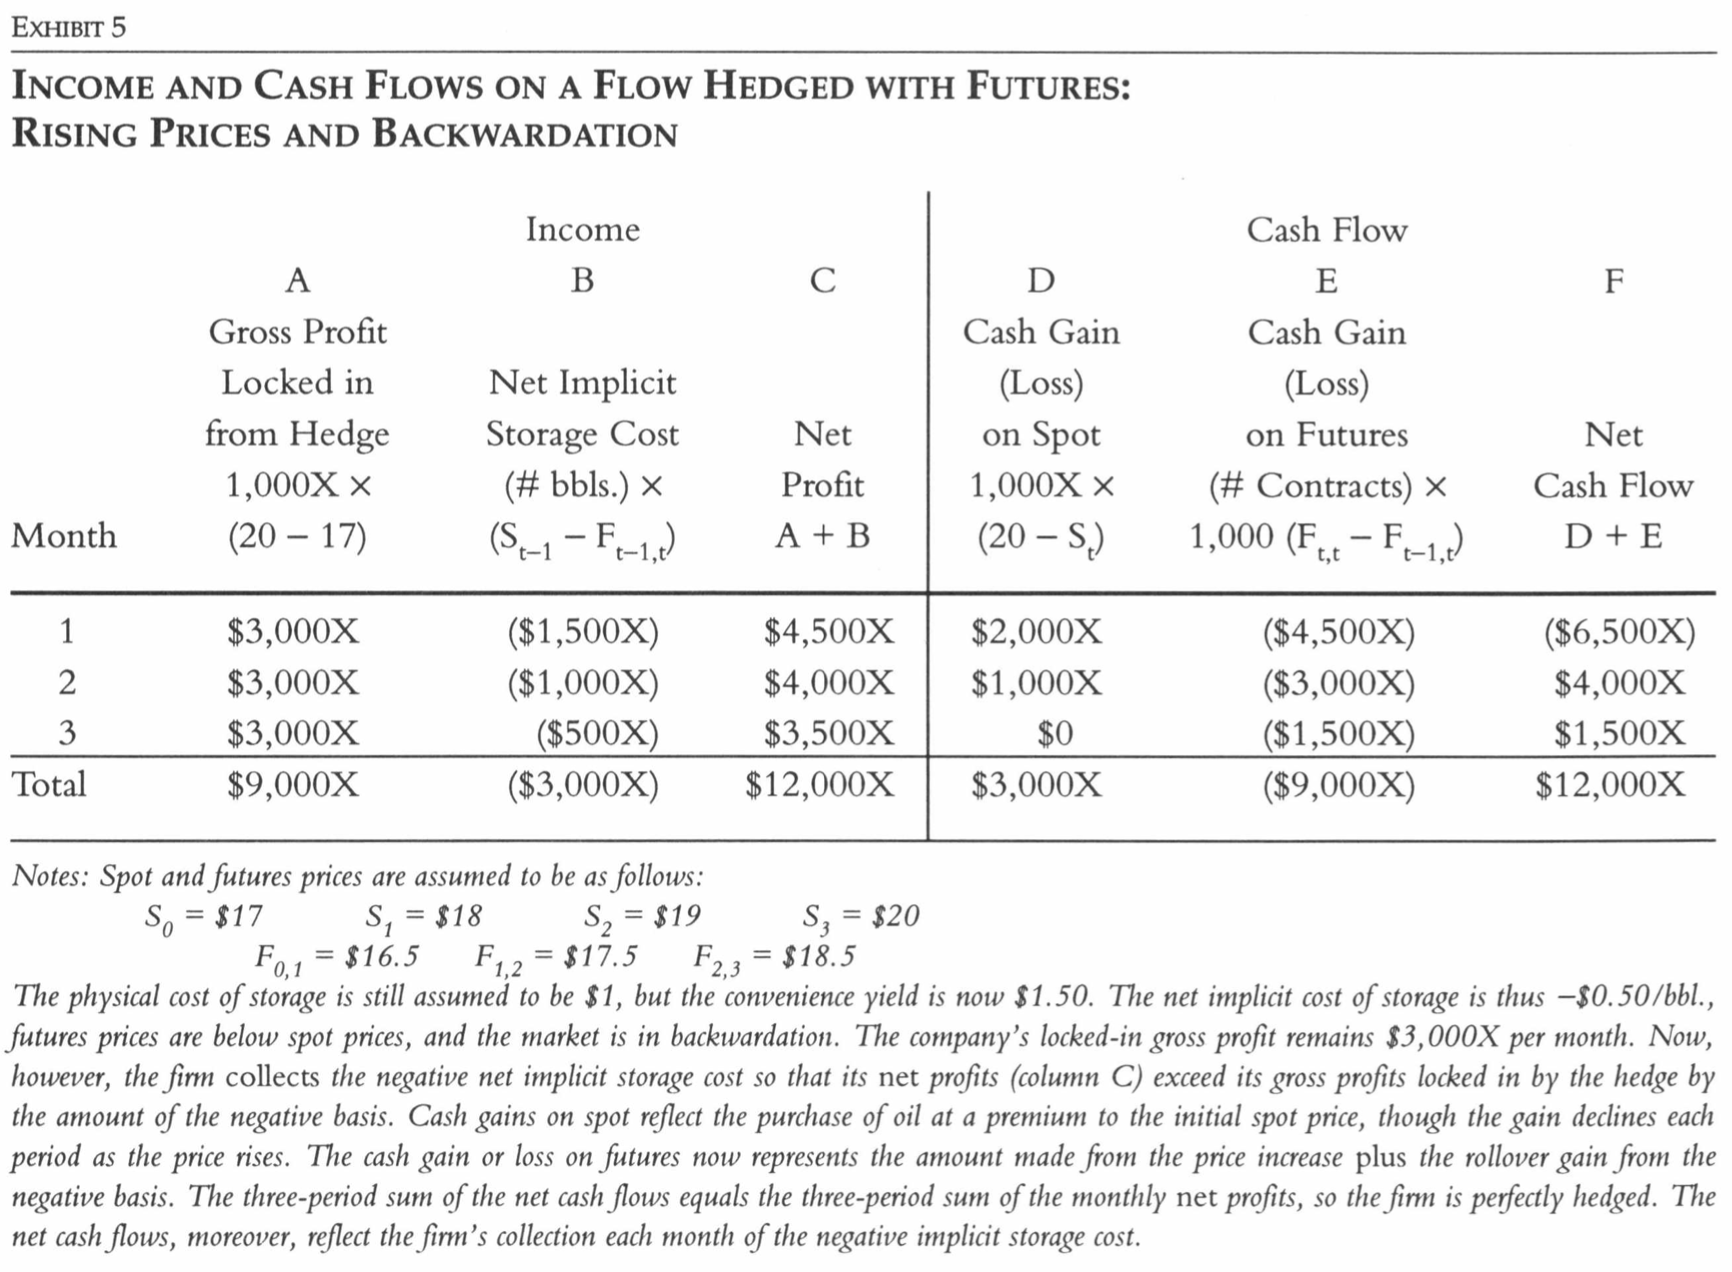 EXHIBIT 5
INCOME AND CASH FLOWS ON A FLOW HEDGED WITH FUTURES:
RISING PRICES AND BACKWARDATION
Income Cash Flow
A B C D E F
Gross Profit Cash Gain Cash Gain
Locked in Net Implicit (Loss) (Loss)
from Hedge Storage Cost Net on Spot on Futures Net
1,000X × (# bbls.) × Profit 1,000X × (# Contracts) × Cash Flow
Month (20 – 17) (S_{t–1} – F_{t–1,t}) A + B (20 – S_t) 1,000 (F_{t,t} – F_{t–1,t}) D + E
1 $3,000X ($1,500X) $4,500X $2,000X ($4,500X) ($6,500X)
2 $3,000X ($1,000X) $4,000X $1,000X ($3,000X) $4,000X
3 $3,000X ($500X) $3,500X $0 ($1,500X) $1,500X
Total $9,000X ($3,000X) $12,000X $3,000X ($9,000X) $12,000X
Notes: Spot and futures prices are assumed to be as follows:
S_0 = $17 S_1 = $18 S_2 = $19 S_3 = $20
F_{0,1} = $16.5 F_{1,2} = $17.5 F_{2,3} = $18.5
The physical cost of storage is still assumed to be $1, but the convenience yield is now $1.50. The net implicit cost of storage is thus –$0.50/bbl.,
futures prices are below spot prices, and the market is in backwardation. The company's locked-in gross profit remains $3,000X per month. Now,
however, the firm collects the negative net implicit storage cost so that its net profits (column C) exceed its gross profits locked in by the hedge by
the amount of the negative basis. Cash gains on spot reflect the purchase of oil at a premium to the initial spot price, though the gain declines each
period as the price rises. The cash gain or loss on futures now represents the amount made from the price increase plus the rollover gain from the
negative basis. The three-period sum of the net cash flows equals the three-period sum of the monthly net profits, so the firm is perfectly hedged. The
net cash flows, moreover, reflect the firm's collection each month of the negative implicit storage cost.